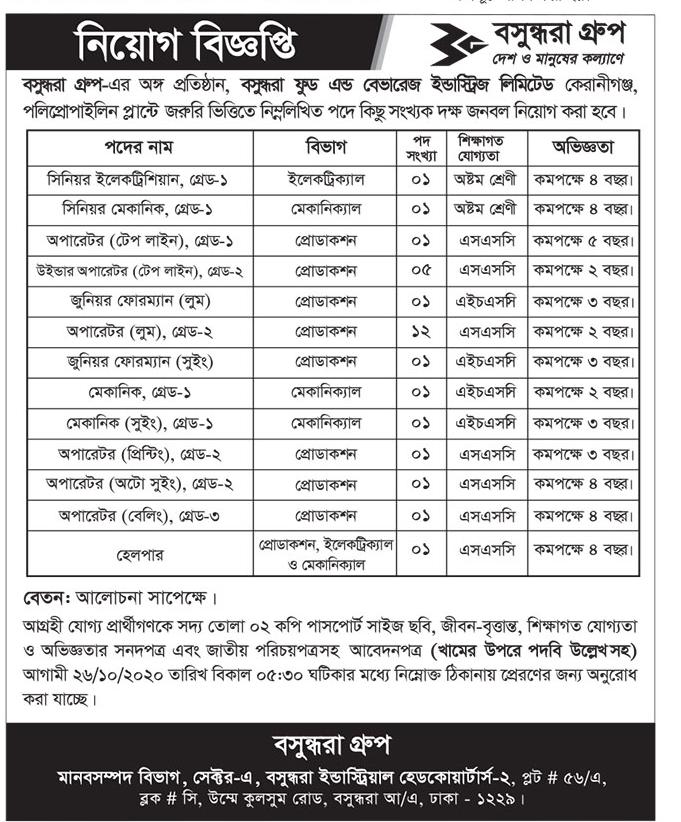 নিয়োগ বিজ্ঞপ্তি
বসুন্ধরা গ্রুপ
দেশ ও মানুষের কল্যাণে
বসুন্ধরা গ্রুপ-এর অঙ্গ প্রতিষ্ঠান, বসুন্ধরা ফুড এন্ড বেভারেজ ইন্ডাস্ট্রিজ লিমিটেড কেরানীগঞ্জ,
পলিপ্রোপাইলিন প্লান্টে জরুরি ভিত্তিতে নিম্নলিখিত পদে কিছু সংখ্যক দক্ষ জনবল নিয়োগ করা হবে।
পদের নাম বিভাগ পদ সংখ্যা শিক্ষাগত যোগ্যতা অভিজ্ঞতা
সিনিয়র ইলেকট্রিশিয়ান, গ্রেড-১ ইলেকট্রিক্যাল ০১ অষ্টম শ্রেণী কমপক্ষে ৪ বছর।
সিনিয়র মেকানিক, গ্রেড-১ মেকানিক্যাল ০১ অষ্টম শ্রেণী কমপক্ষে ৪ বছর।
অপারেটর (টেপ লাইন), গ্রেড-১ প্রোডাকশন ০১ এসএসসি কমপক্ষে ৫ বছর।
উইন্ডার অপারেটর (টেপ লাইন), গ্রেড-২ প্রোডাকশন ০৫ এসএসসি কমপক্ষে ২ বছর।
জুনিয়র ফোরম্যান (লুম) প্রোডাকশন ০১ এইচএসসি কমপক্ষে ৩ বছর।
অপারেটর (লুম), গ্রেড-২ প্রোডাকশন ১২ এসএসসি কমপক্ষে ২ বছর।
জুনিয়র ফোরম্যান (সুইং) প্রোডাকশন ০১ এইচএসসি কমপক্ষে ৩ বছর।
মেকানিক, গ্রেড-১ মেকানিক্যাল ০১ এইচএসসি কমপক্ষে ২ বছর।
মেকানিক (সুইং), গ্রেড-১ মেকানিক্যাল ০১ এইচএসসি কমপক্ষে ৩ বছর।
অপারেটর (প্রিন্টিং), গ্রেড-২ প্রোডাকশন ০১ এসএসসি কমপক্ষে ৩ বছর।
অপারেটর (অটো সুইং), গ্রেড-২ প্রোডাকশন ০১ এসএসসি কমপক্ষে ৪ বছর।
অপারেটর (বেলিং), গ্রেড-৩ প্রোডাকশন ০১ এসএসসি কমপক্ষে ৪ বছর।
হেলপার প্রোডাকশন, ইলেকট্রিক্যাল ও মেকানিক্যাল ০১ এসএসসি কমপক্ষে ৪ বছর।
বেতন: আলোচনা সাপেক্ষে।
আগ্রহী যোগ্য প্রার্থীগণকে সদ্য তোলা ০২ কপি পাসপোর্ট সাইজ ছবি, জীবন-বৃত্তান্ত, শিক্ষাগত যোগ্যতা
ও অভিজ্ঞতার সনদপত্র এবং জাতীয় পরিচয়পত্রসহ আবেদনপত্র (খামের উপরে পদবি উল্লেখ সহ)
আগামী ২৬/১০/২০২০ তারিখ বিকাল ০৫:৩০ ঘটিকার মধ্যে নিম্নোক্ত ঠিকানায় প্রেরণের জন্য অনুরোধ
করা যাচ্ছে।
বসুন্ধরা গ্রুপ
মানবসম্পদ বিভাগ, সেক্টর-এ, বসুন্ধরা ইন্ডাস্ট্রিয়াল হেডকোয়ার্টার্স-২, প্লট # ৫৬/এ,
ব্লক # সি, উম্মে কুলসুম রোড, বসুন্ধরা আ/এ, ঢাকা - ১২২৯।